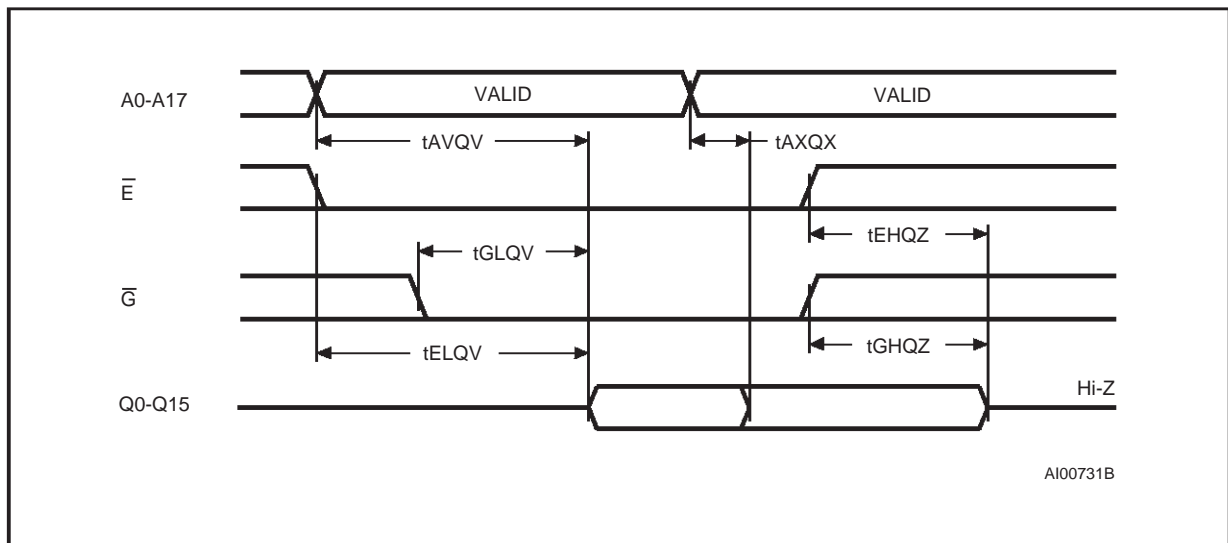 A0-A17
VALID
VALID
tAVQV
tAXQX
E̅
tEHQZ
tGLQV
G̅
tELQV
tGHQZ
Q0-Q15
Hi-Z
AI00731B